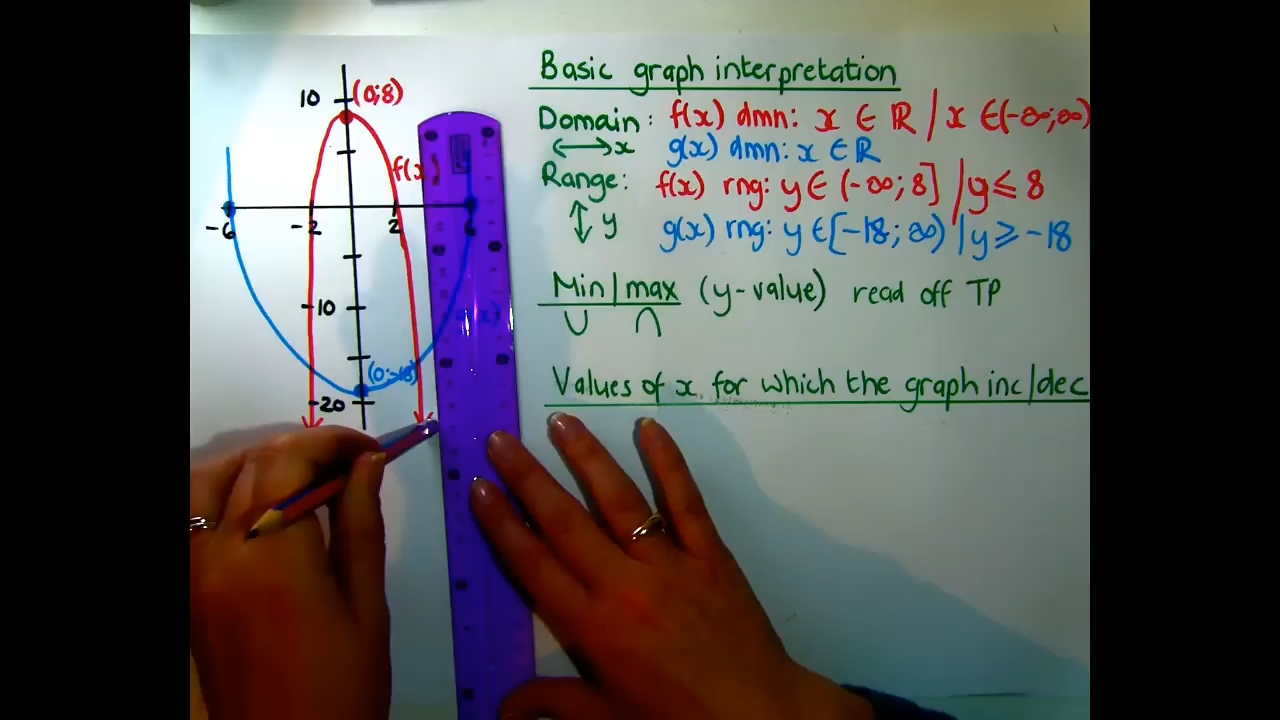 Basic graph interpretation
Domain: f(x) dmn: x ∈ ℝ / x ∈ (-∞;∞)
↔ x g(x) dmn: x ∈ ℝ
Range: f(x) rng: y ∈ (-∞; 8] / y ≤ 8
↕ y g(x) rng: y ∈ [-18; ∞) | y ≥ -18
Min/max (y-value) read off TP
∪ ∩
Values of x for which the graph inc/dec
10 (0;8)
f(x)
-6 -2 2 6
-10
(0;-18)
-20